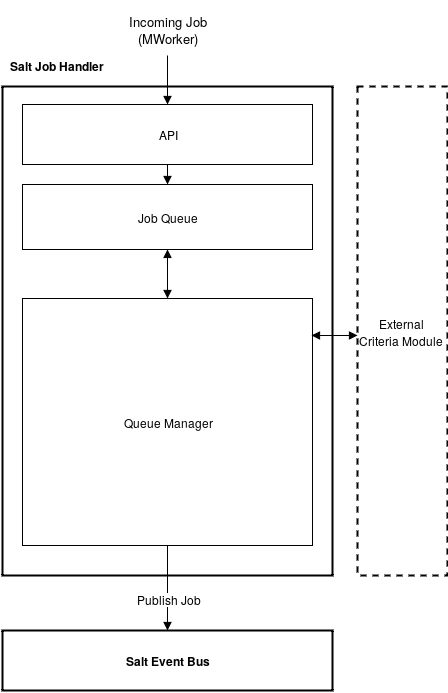 Incoming Job
(MWorker)
Salt Job Handler
API
Job Queue
External
Criteria Module
Queue Manager
Publish Job
Salt Event Bus